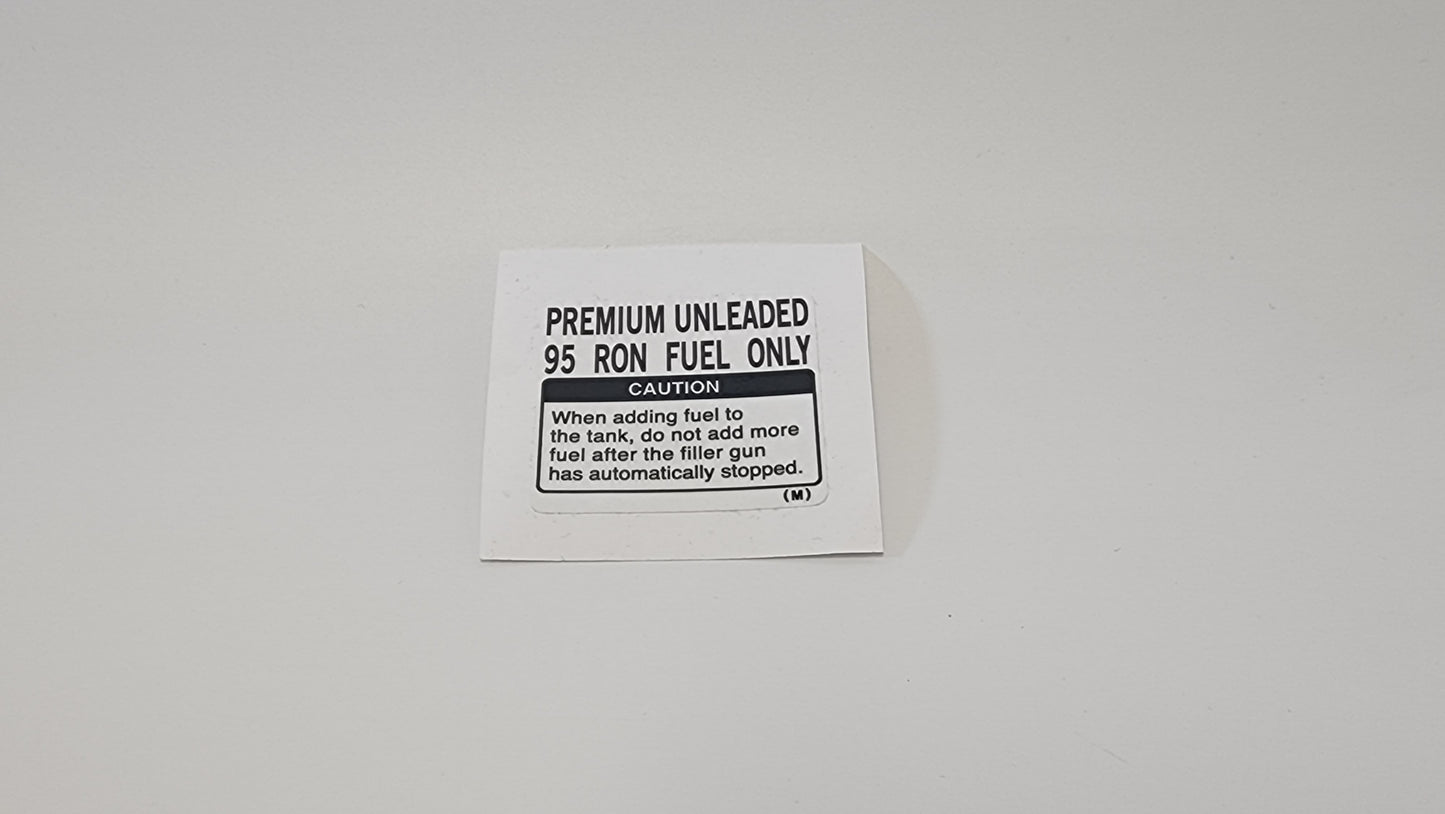 PREMIUM UNLEADED
95 RON FUEL ONLY
CAUTION
When adding fuel to
the tank, do not add more
fuel after the filler gun
has automatically stopped.
(M)